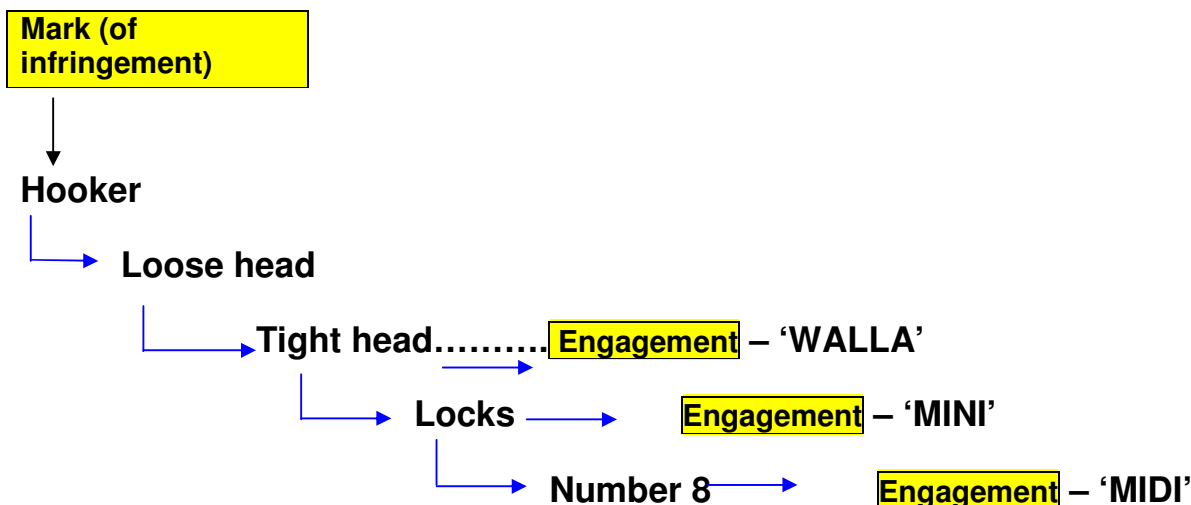 Mark (of
infringement)
Hooker
Loose head
Tight head………. Engagement – ‘WALLA’
Locks Engagement – ‘MINI’
Number 8 Engagement – ‘MIDI’